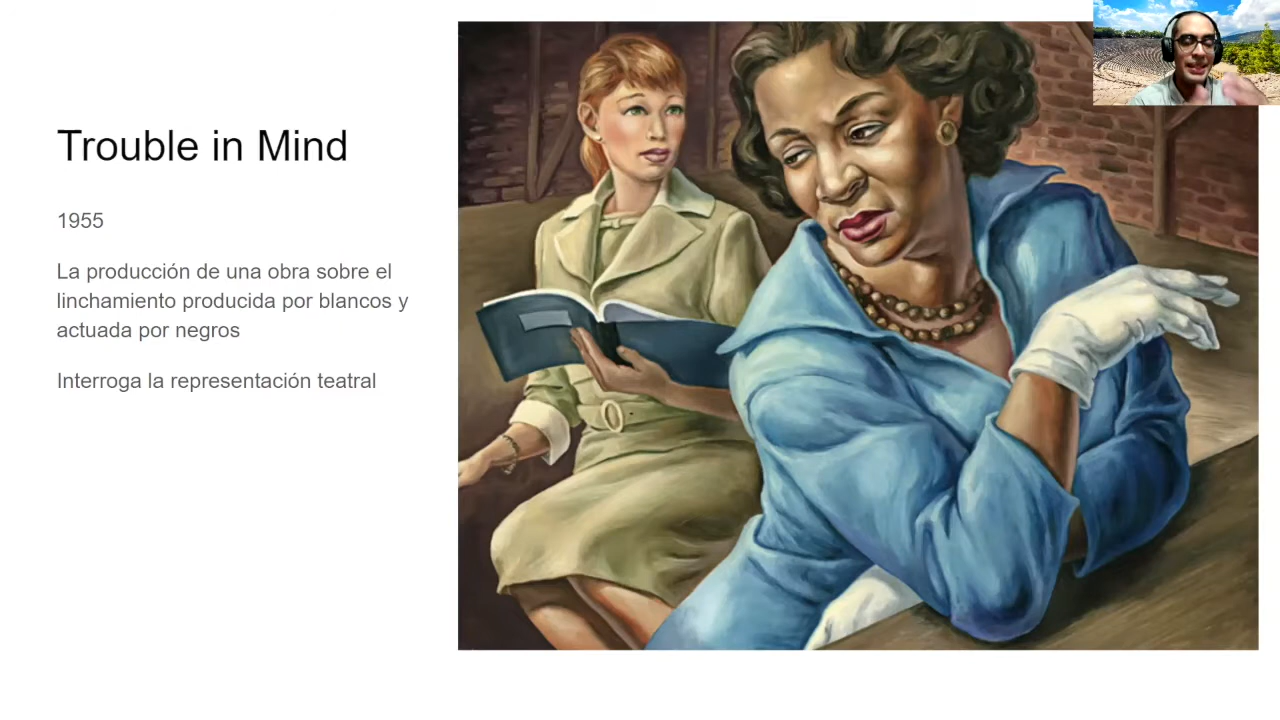 Trouble in Mind
1955
La producción de una obra sobre el
linchamiento producida por blancos y
actuada por negros
Interroga la representación teatral